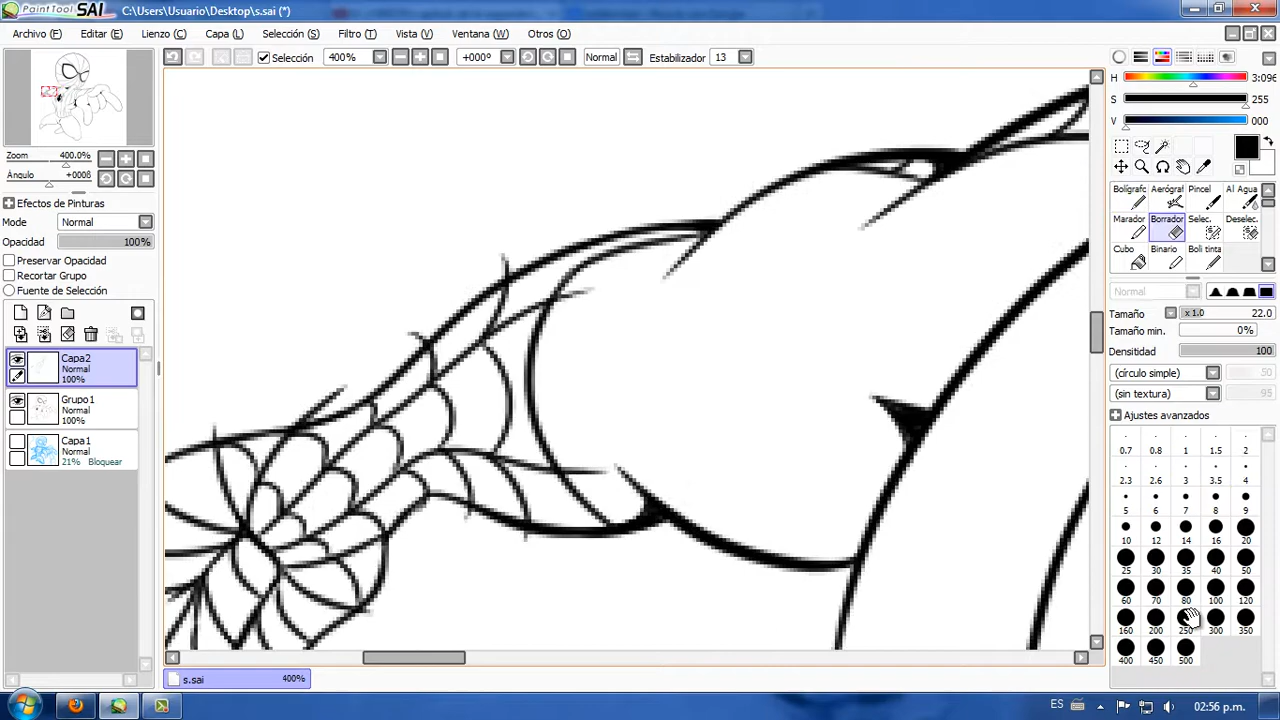 PaintTool SAI C:\Users\Usuario\Desktop\s.sai (*)
Archivo (F) Editar (E) Lienzo (C) Capa (L) Selección (S) Filtro (T) Vista (V) Ventana (W) Otros (O)
Selección 400% +000º Normal Estabilizador 13
Zoom 400.0%
Ángulo +000ß
Efectos de Pinturas
Modo Normal
Opacidad 100%
Preservar Opacidad
Recortar Grupo
Fuente de Selección
Capa2
Normal
100%
Grupo1
Normal
100%
Capa1
Normal
21% Bloquear
s.sai 400%
H 3:096
S 255
V 000
Bolígrafo Aerógraf Pincel Al Agua
Marador Borrador Selec. Deselec.
Cubo Binario Boli tinta
Normal
Tamaño x 1.0 22.0
Tamaño min. 0%
Densitidad 100
(círculo simple) 50
(sin textura) 95
Ajustes avanzados
0.7 0.8 1 1.5 2
2.3 2.6 3 3.5 4
5 6 7 8 9
10 12 14 16 20
25 30 35 40 50
60 70 80 100 120
160 200 250 300 350
400 450 500
ES 02:56 p.m.